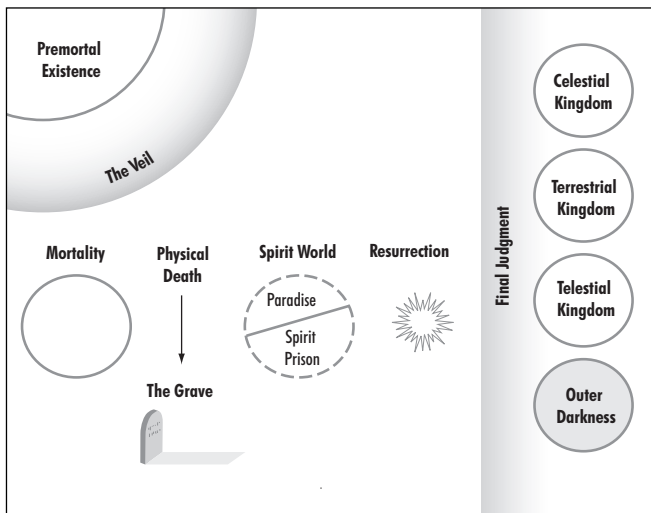 Premortal
Existence
The Veil
Mortality
Physical
Death
The Grave
Spirit World
Paradise
Spirit
Prison
Resurrection
Final Judgment
Celestial
Kingdom
Terrestrial
Kingdom
Telestial
Kingdom
Outer
Darkness